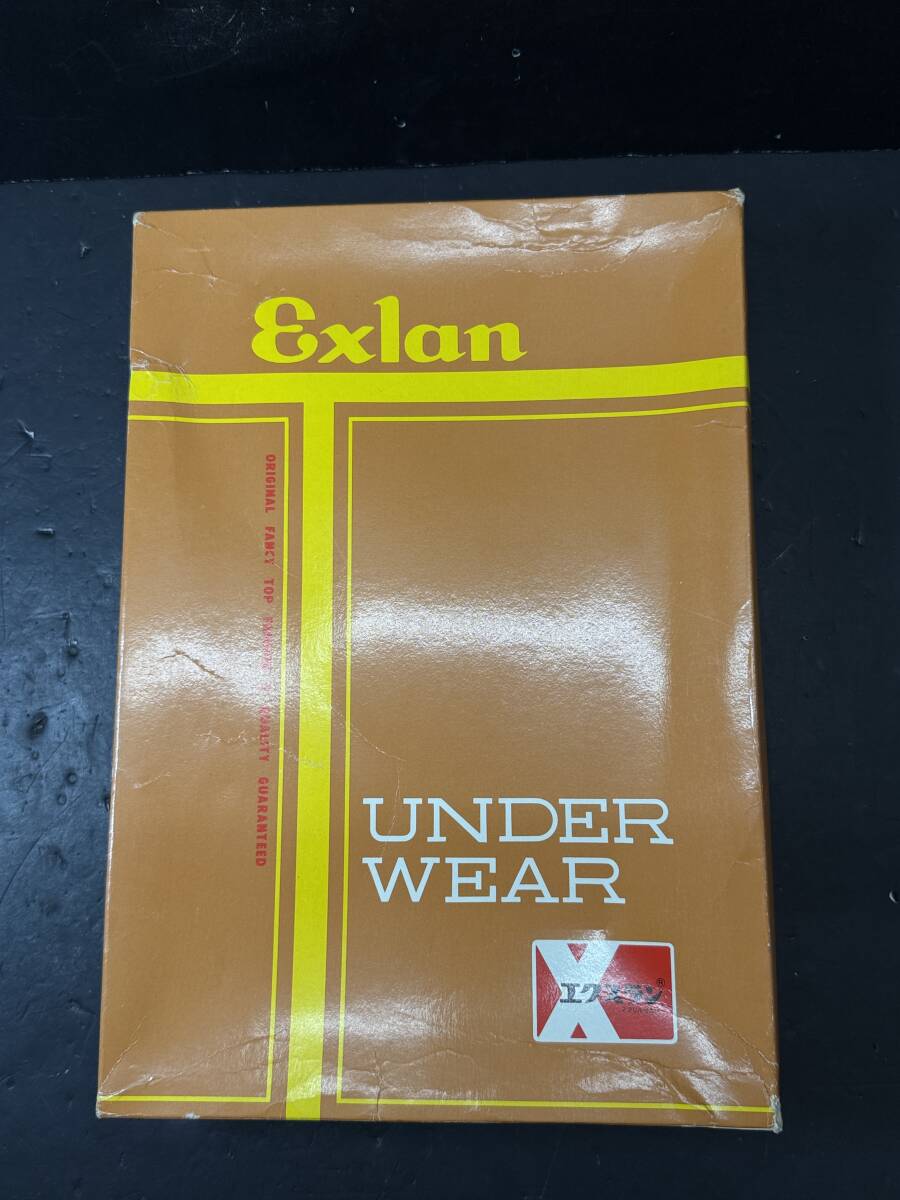 Exlan
ORIGINAL FANCY TOP QUALITY GUARANTEED
UNDER
WEAR
エクスラン®